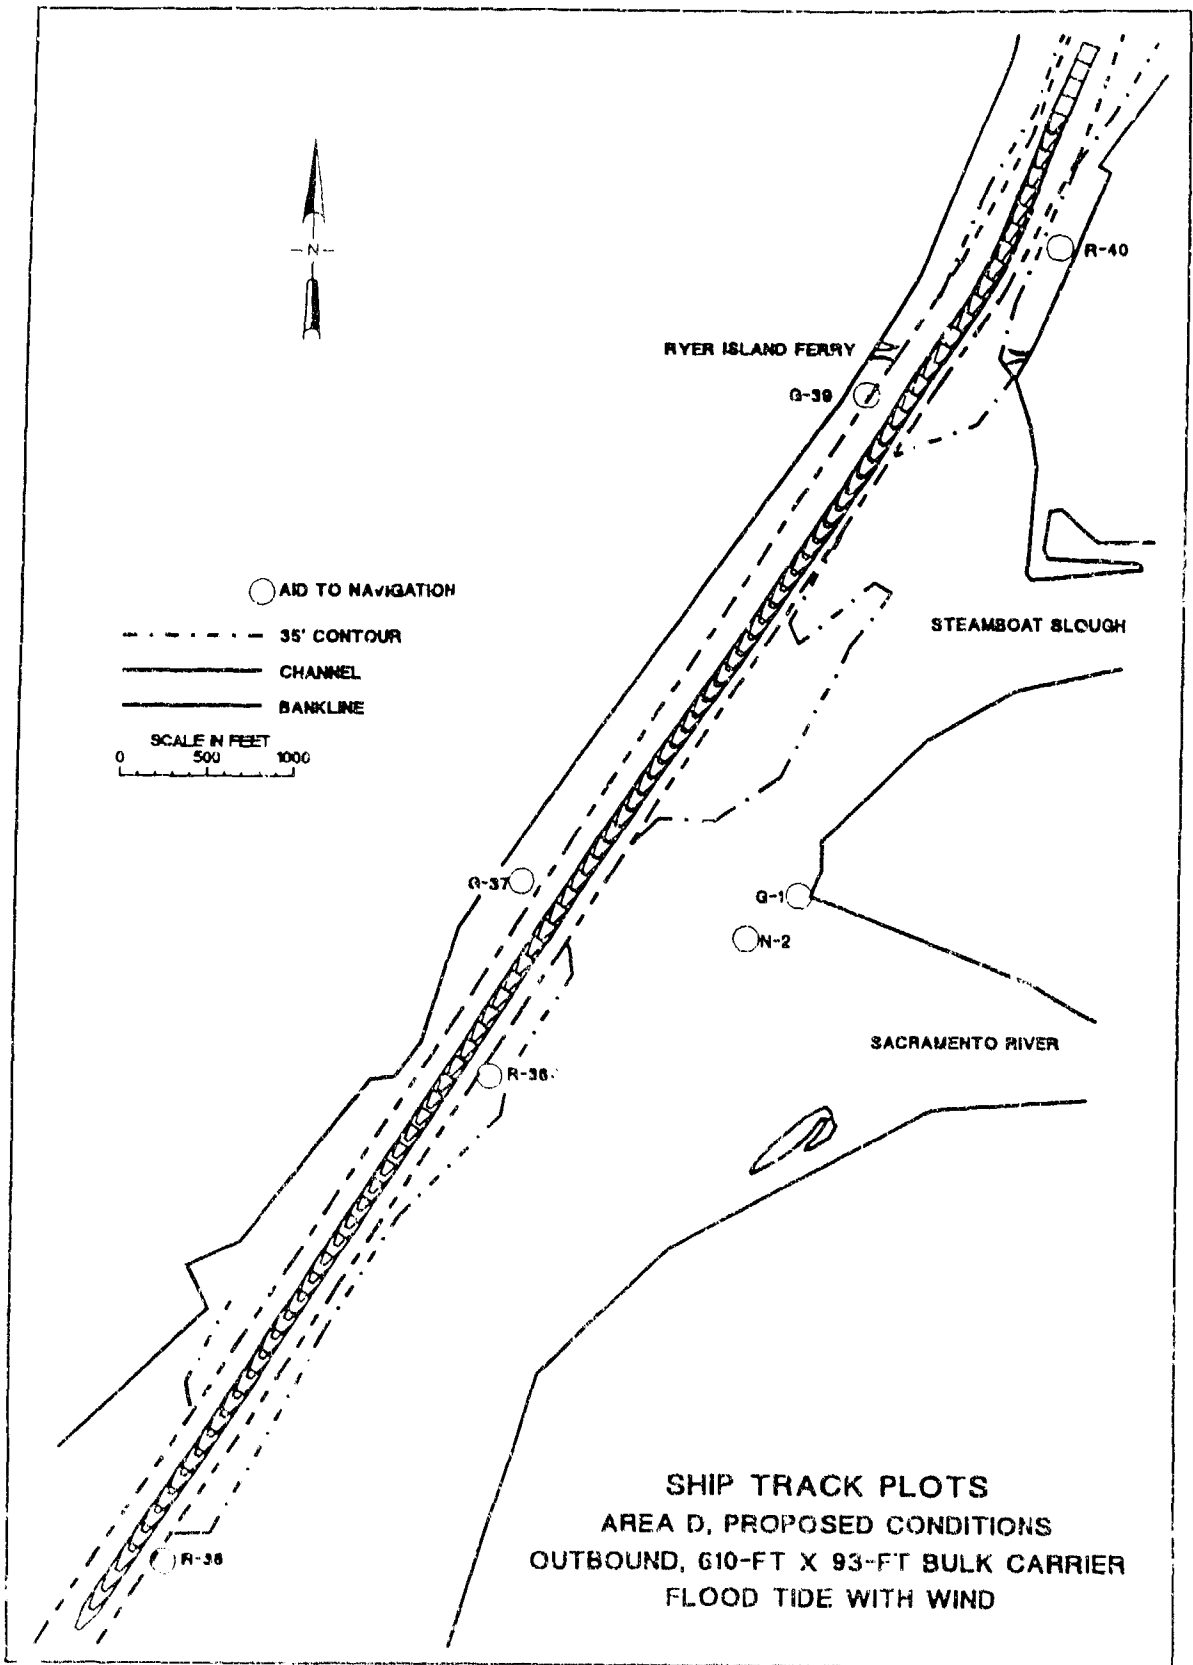 N
R-40
RYER ISLAND FERRY
G-39
AID TO NAVIGATION
35' CONTOUR
CHANNEL
BANKLINE
SCALE IN FEET
0 500 1000
STEAMBOAT SLOUGH
G-37
G-1
N-2
SACRAMENTO RIVER
R-38
R-36
SHIP TRACK PLOTS
AREA D, PROPOSED CONDITIONS
OUTBOUND, 610-FT X 93-FT BULK CARRIER
FLOOD TIDE WITH WIND